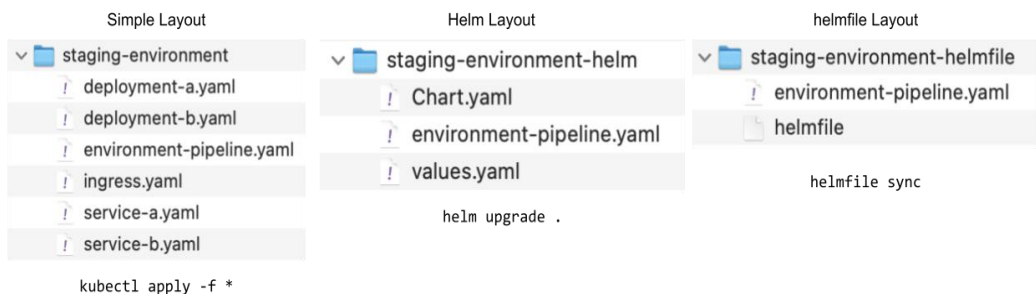 Simple Layout
staging-environment
deployment-a.yaml
deployment-b.yaml
environment-pipeline.yaml
ingress.yaml
service-a.yaml
service-b.yaml
kubectl apply -f *
Helm Layout
staging-environment-helm
Chart.yaml
environment-pipeline.yaml
values.yaml
helm upgrade .
helmfile Layout
staging-environment-helmfile
environment-pipeline.yaml
helmfile
helmfile sync